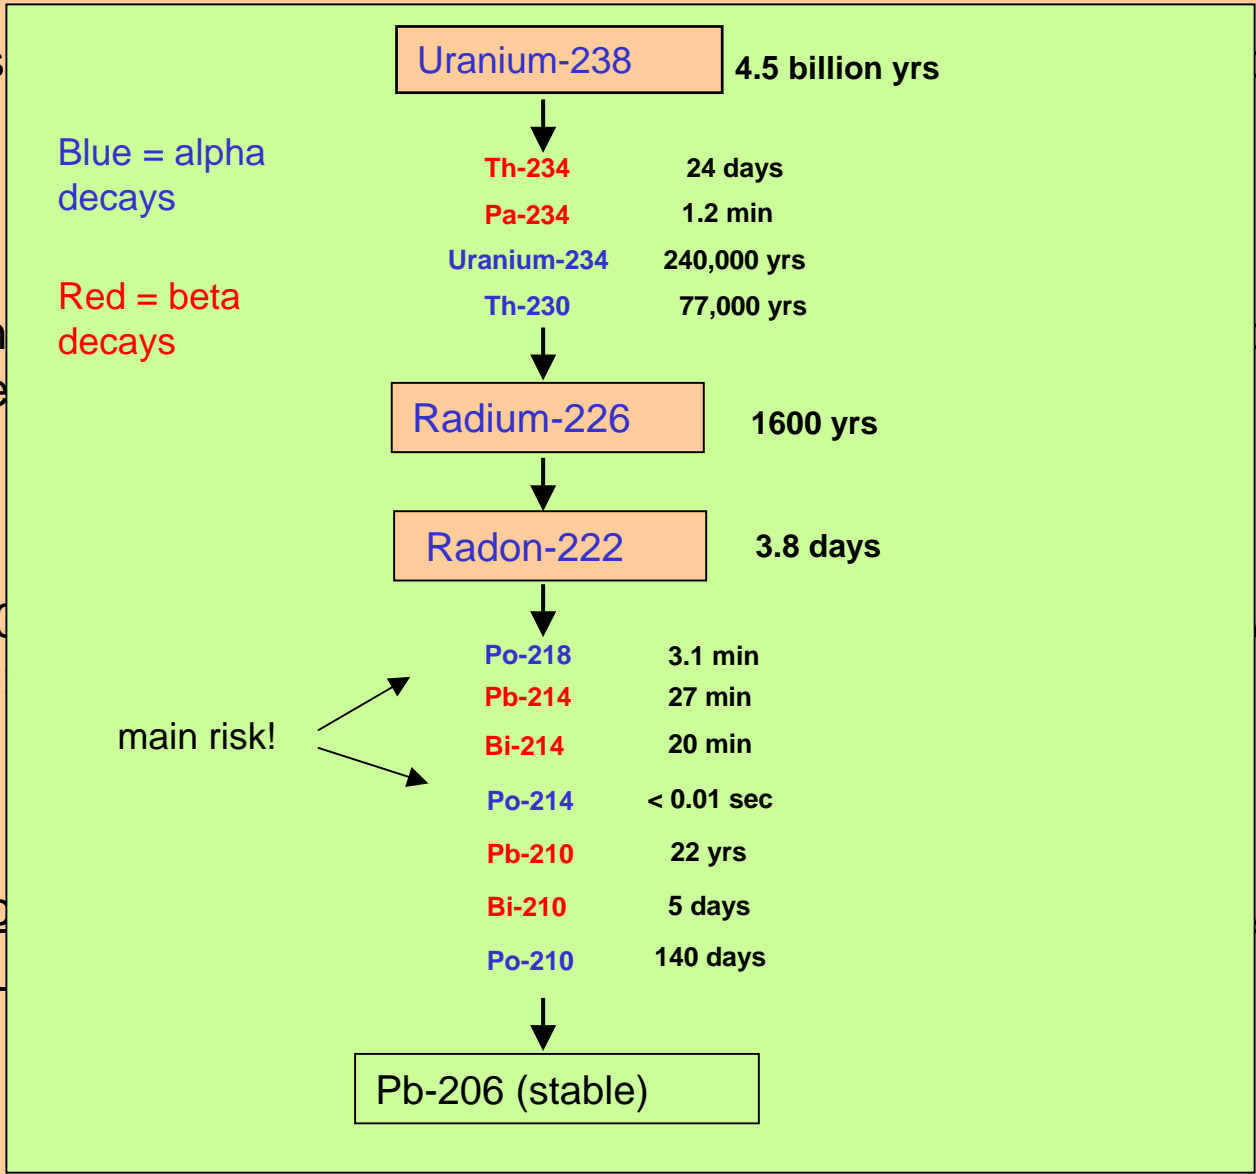 Uranium-238 4.5 billion yrs
Blue = alpha
decays
Th-234 24 days
Pa-234 1.2 min
Uranium-234 240,000 yrs
Red = beta
decays
Th-230 77,000 yrs
Radium-226 1600 yrs
Radon-222 3.8 days
Po-218 3.1 min
Pb-214 27 min
main risk!
Bi-214 20 min
Po-214 < 0.01 sec
Pb-210 22 yrs
Bi-210 5 days
Po-210 140 days
Pb-206 (stable)